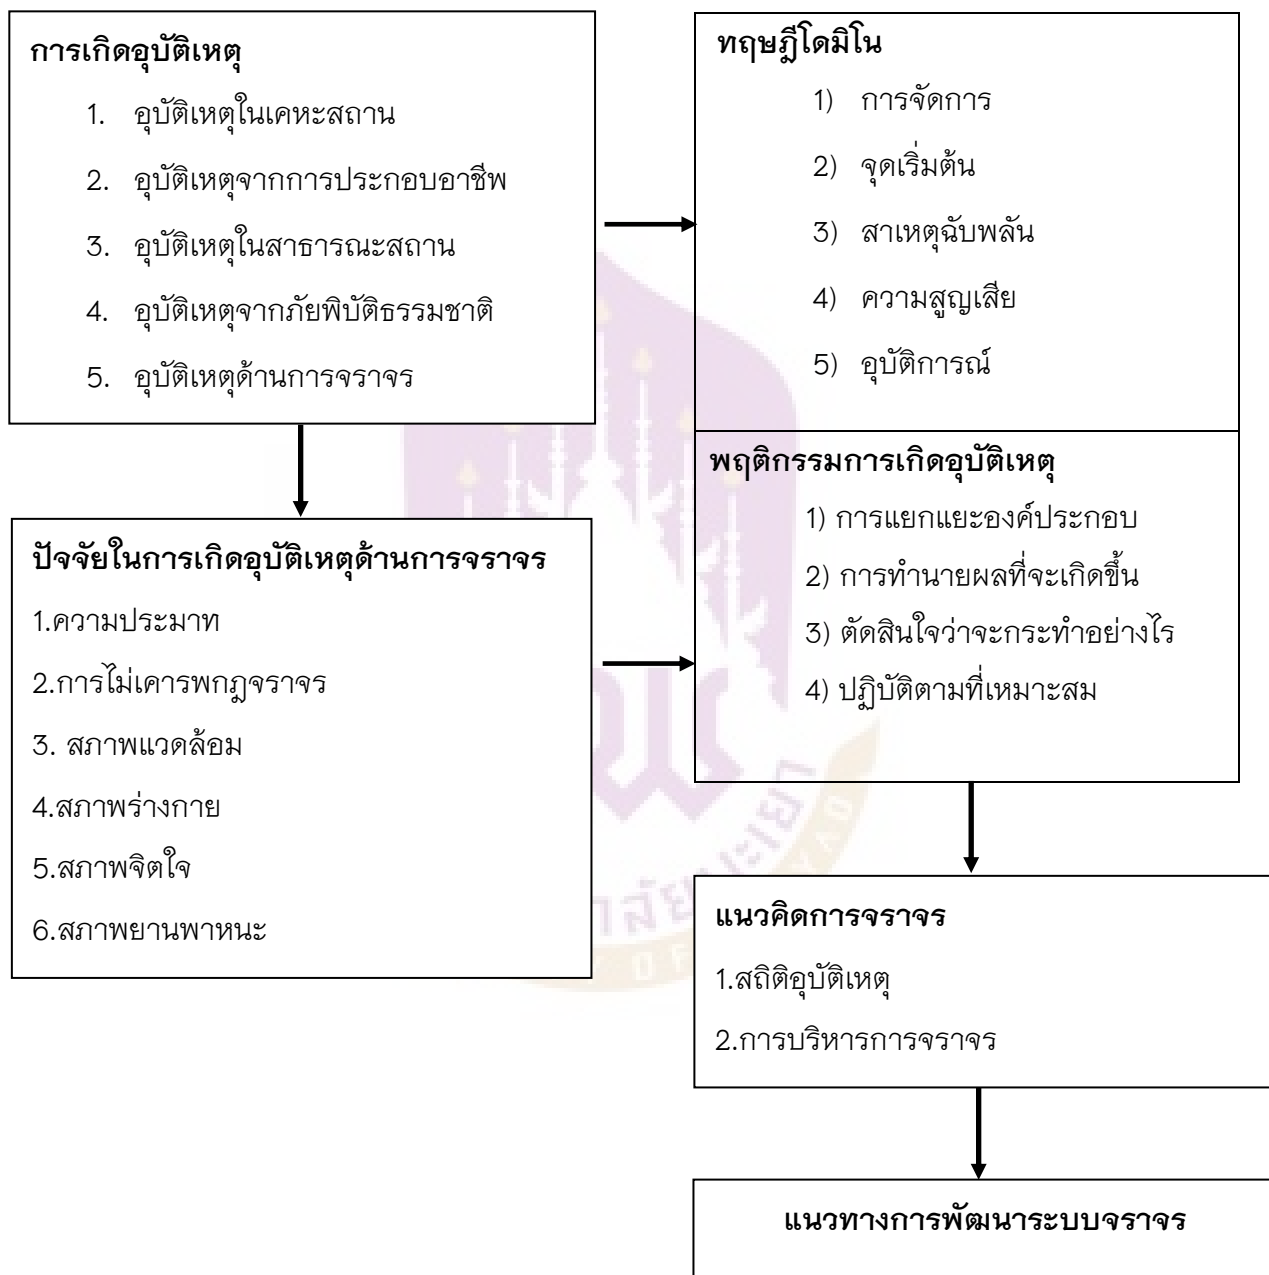 การเกิดอุบัติเหตุ
1. อุบัติเหตุในเคหะสถาน
2. อุบัติเหตุจากการประกอบอาชีพ
3. อุบัติเหตุในสาธารณะสถาน
4. อุบัติเหตุจากภัยพิบัติธรรมชาติ
5. อุบัติเหตุด้านการจราจร
ทฤษฎีโดมิโน
1) การจัดการ
2) จุดเริ่มต้น
3) สาเหตุฉับพลัน
4) ความสูญเสีย
5) อุบัติการณ์
พฤติกรรมการเกิดอุบัติเหตุ
1) การแยกแยะองค์ประกอบ
2) การทำนายผลที่จะเกิดขึ้น
3) ตัดสินใจว่าจะกระทำอย่างไร
4) ปฏิบัติตามที่เหมาะสม
ปัจจัยในการเกิดอุบัติเหตุด้านการจราจร
1.ความประมาท
2.การไม่เคารพกฎจราจร
3. สภาพแวดล้อม
4.สภาพร่างกาย
5.สภาพจิตใจ
6.สภาพยานพาหนะ
แนวคิดการจราจร
1.สถิติอุบัติเหตุ
2.การบริหารการจราจร
แนวทางการพัฒนาระบบจราจร